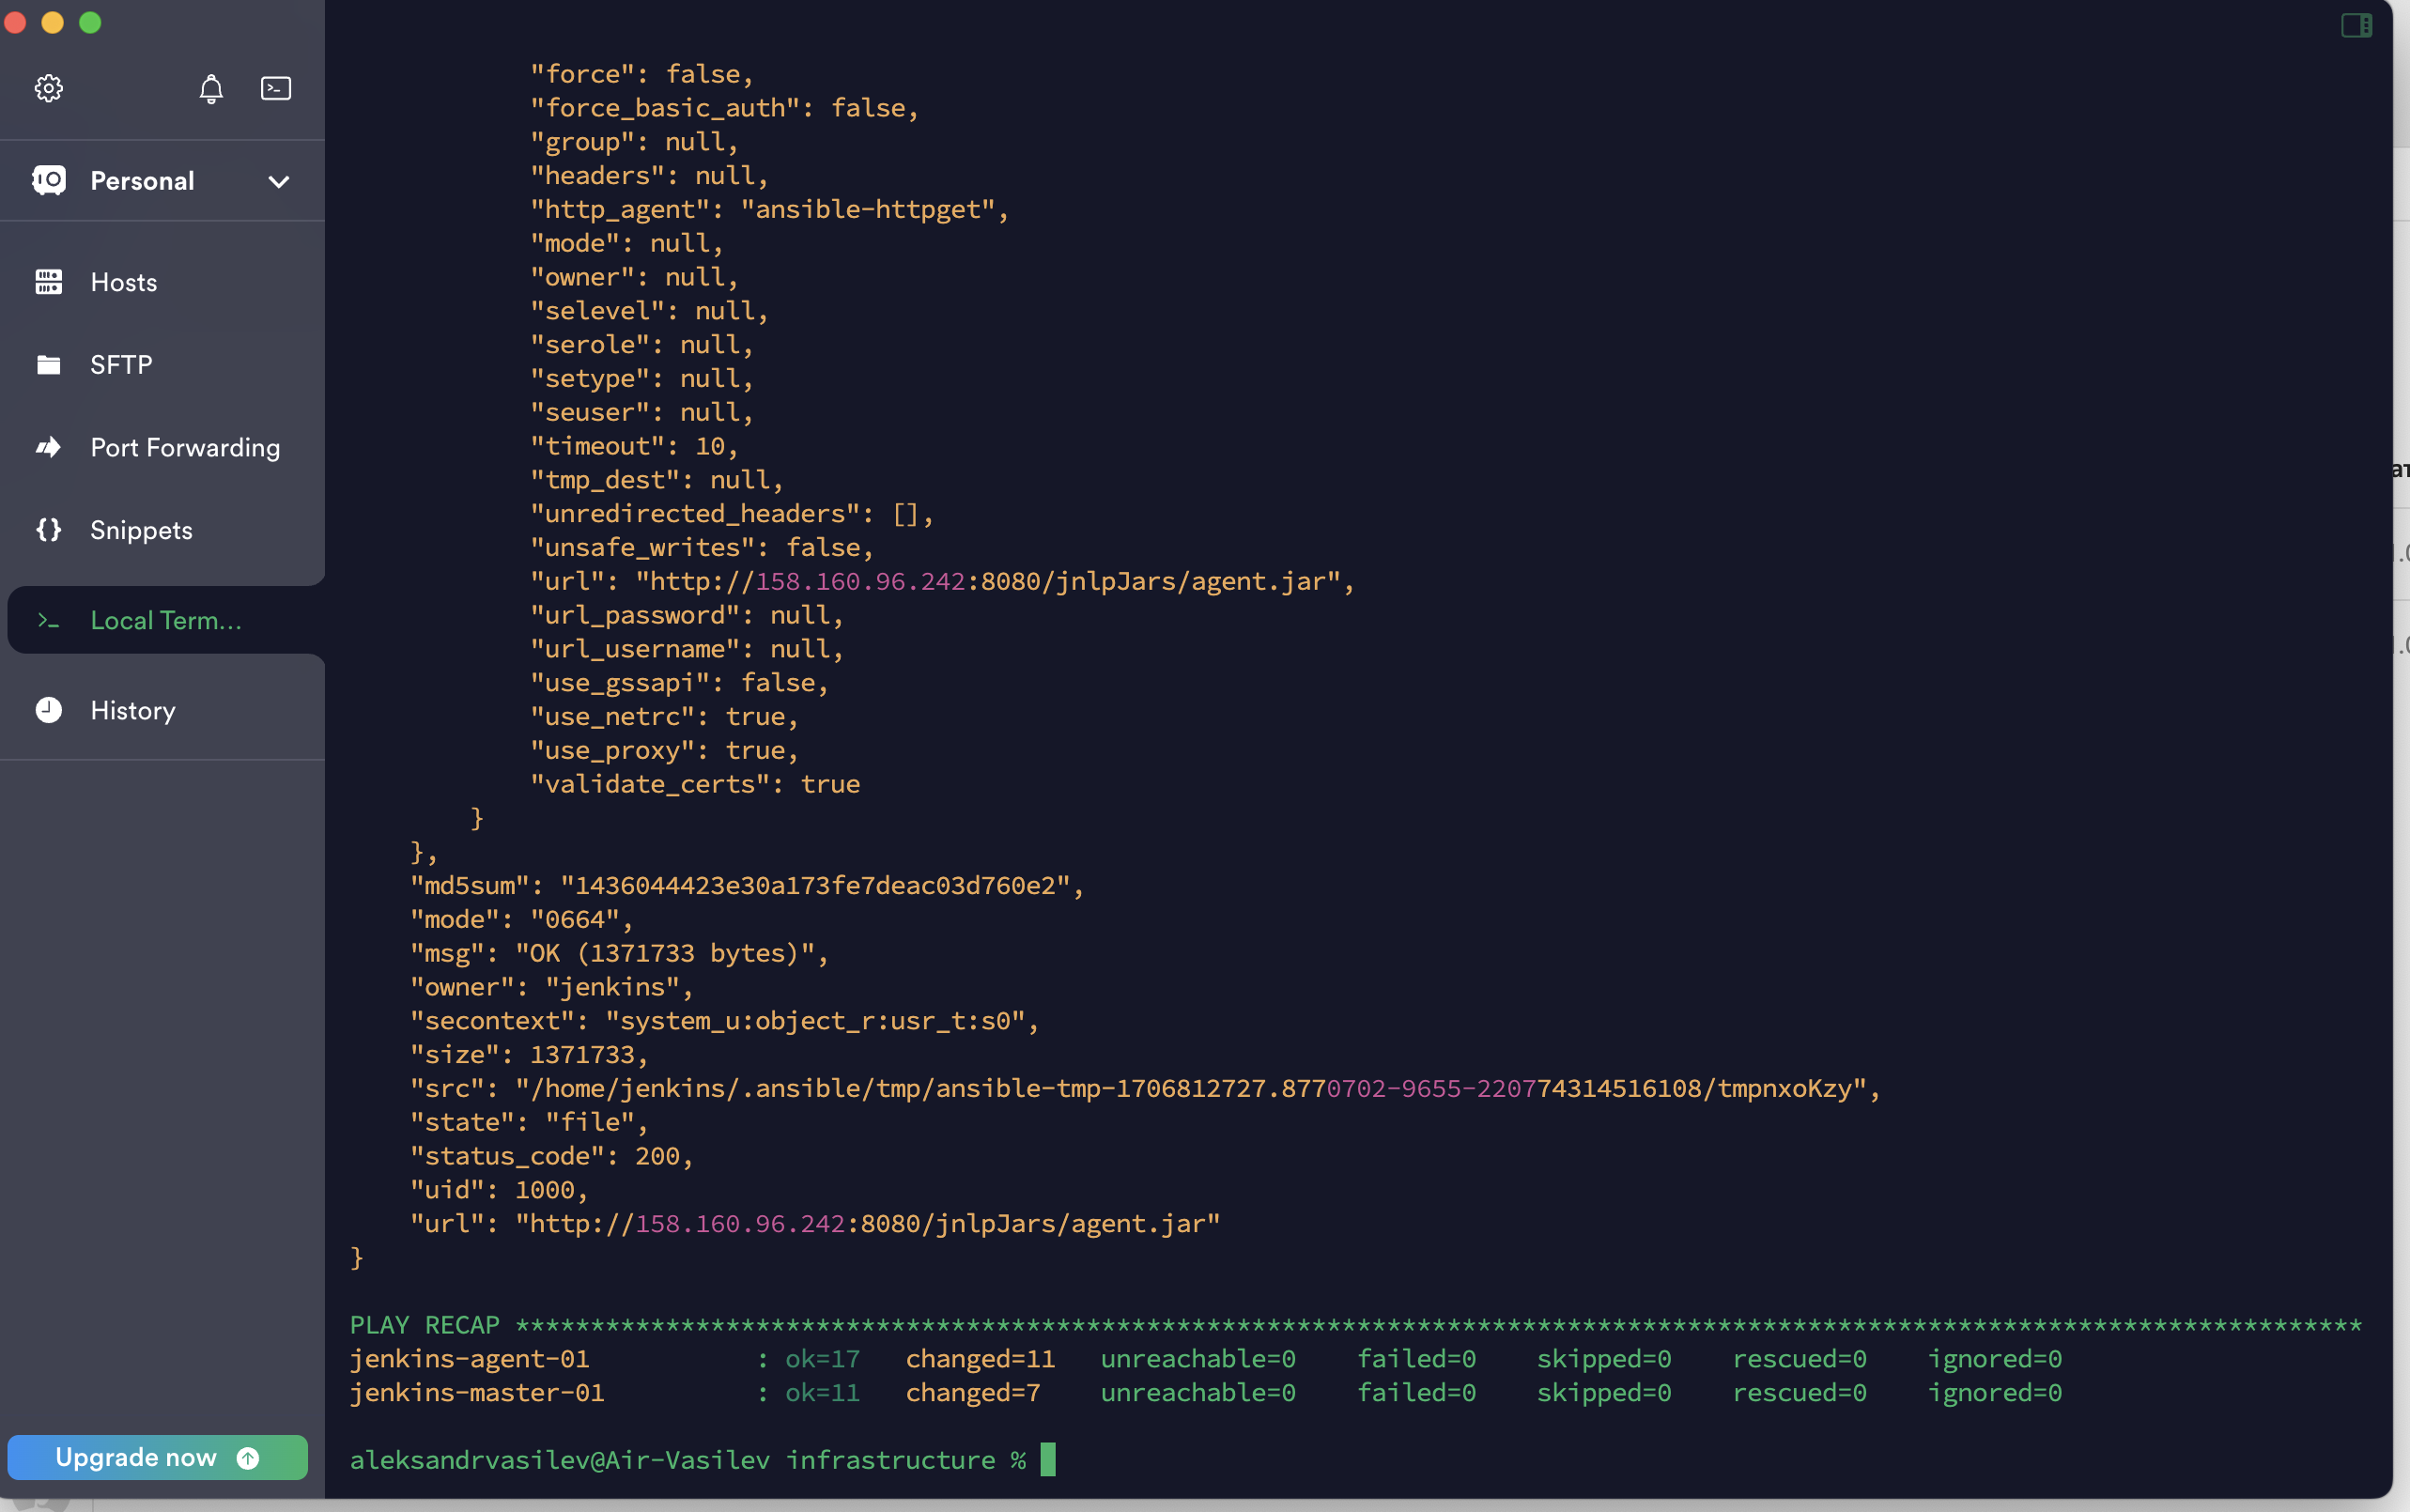 Personal
Hosts
SFTP
Port Forwarding
Snippets
Local Term...
History
Upgrade now
"force": false,
"force_basic_auth": false,
"group": null,
"headers": null,
"http_agent": "ansible-httpget",
"mode": null,
"owner": null,
"selevel": null,
"serole": null,
"setype": null,
"seuser": null,
"timeout": 10,
"tmp_dest": null,
"unredirected_headers": [],
"unsafe_writes": false,
"url": "http://158.160.96.242:8080/jnlpJars/agent.jar",
"url_password": null,
"url_username": null,
"use_gssapi": false,
"use_netrc": true,
"use_proxy": true,
"validate_certs": true
}
},
"md5sum": "1436044423e30a173fe7deac03d760e2",
"mode": "0664",
"msg": "OK (1371733 bytes)",
"owner": "jenkins",
"secontext": "system_u:object_r:usr_t:s0",
"size": 1371733,
"src": "/home/jenkins/.ansible/tmp/ansible-tmp-1706812727.8770702-9655-220774314516108/tmpnxoKzy",
"state": "file",
"status_code": 200,
"uid": 1000,
"url": "http://158.160.96.242:8080/jnlpJars/agent.jar"
}
PLAY RECAP ***************************************************************************************************************************
jenkins-agent-01 : ok=17 changed=11 unreachable=0 failed=0 skipped=0 rescued=0 ignored=0
jenkins-master-01 : ok=11 changed=7 unreachable=0 failed=0 skipped=0 rescued=0 ignored=0
aleksandrvasilev@Air-Vasilev infrastructure %